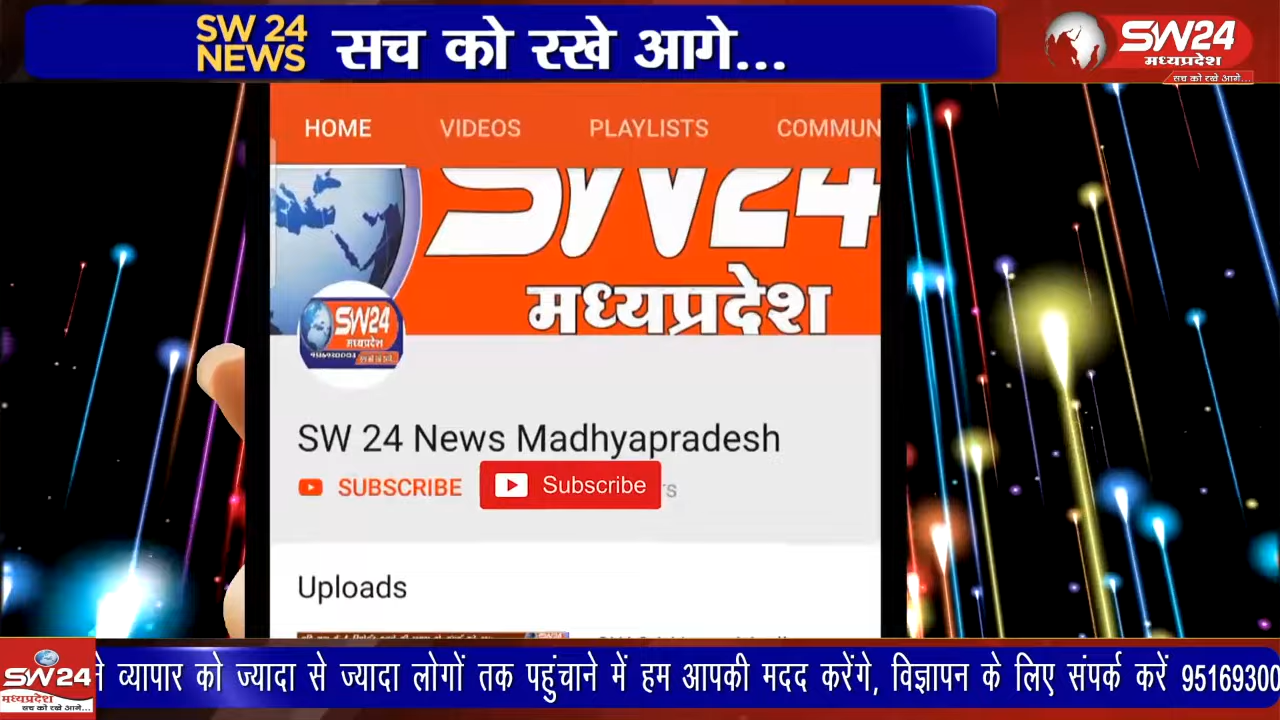 SW 24
NEWS
सच को रखे आगे...
SW24
मध्यप्रदेश
सच को रखे आगे...
HOME VIDEOS PLAYLISTS COMMUN
SW24
मध्यप्रदेश
SW24
मध्यप्रदेश
SW 24 News Madhyapradesh
SUBSCRIBE Subscribe rs
Uploads
SW24
मध्यप्रदेश
सच को रखे आगे...
ने व्यापार को ज्यादा से ज्यादा लोगों तक पहुंचाने में हम आपकी मदद करेंगे, विज्ञापन के लिए संपर्क करें 95169300